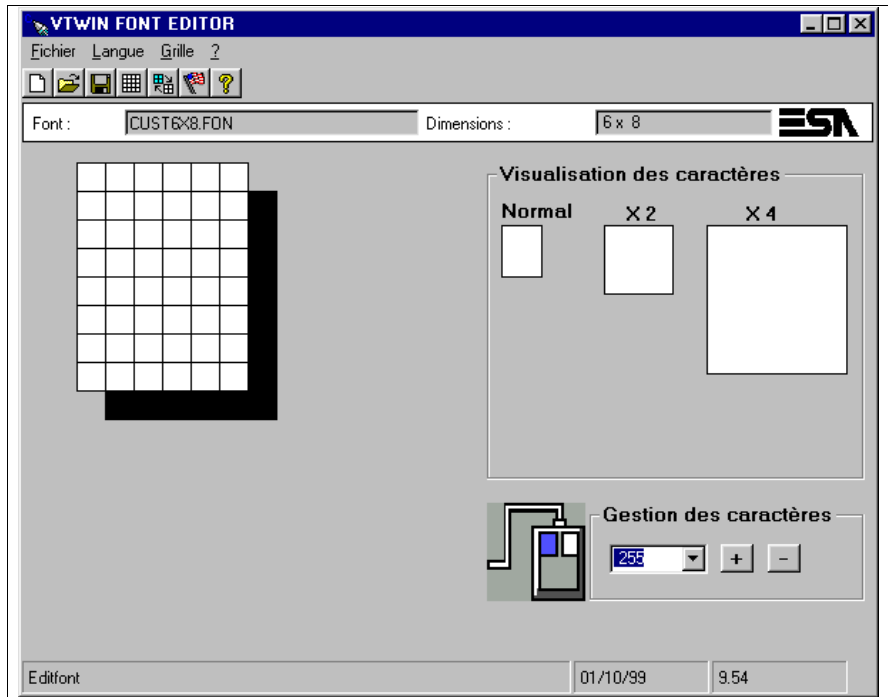 VTWIN FONT EDITOR
Fichier Langue Grille ?
Font : CUST6X8.FON Dimensions : 6 x 8 ESA
Visualisation des caractères
Normal X 2 X 4
Gestion des caractères
255 + -
Editfont 01/10/99 9.54